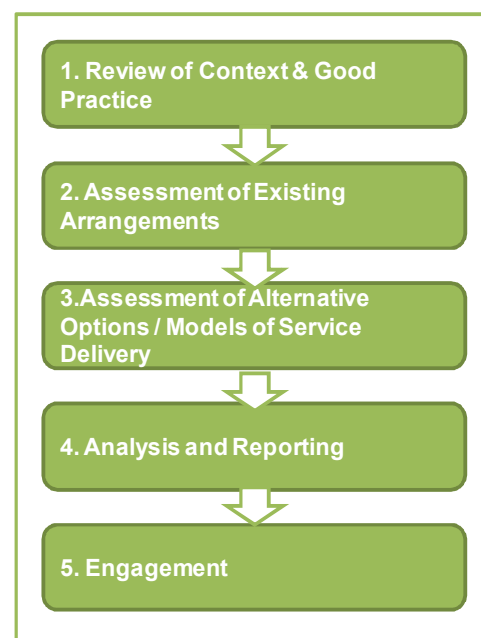 1. Review of Context & Good
Practice
2. Assessment of Existing
Arrangements
3.Assessment of Alternative
Options / Models of Service
Delivery
4. Analysis and Reporting
5. Engagement